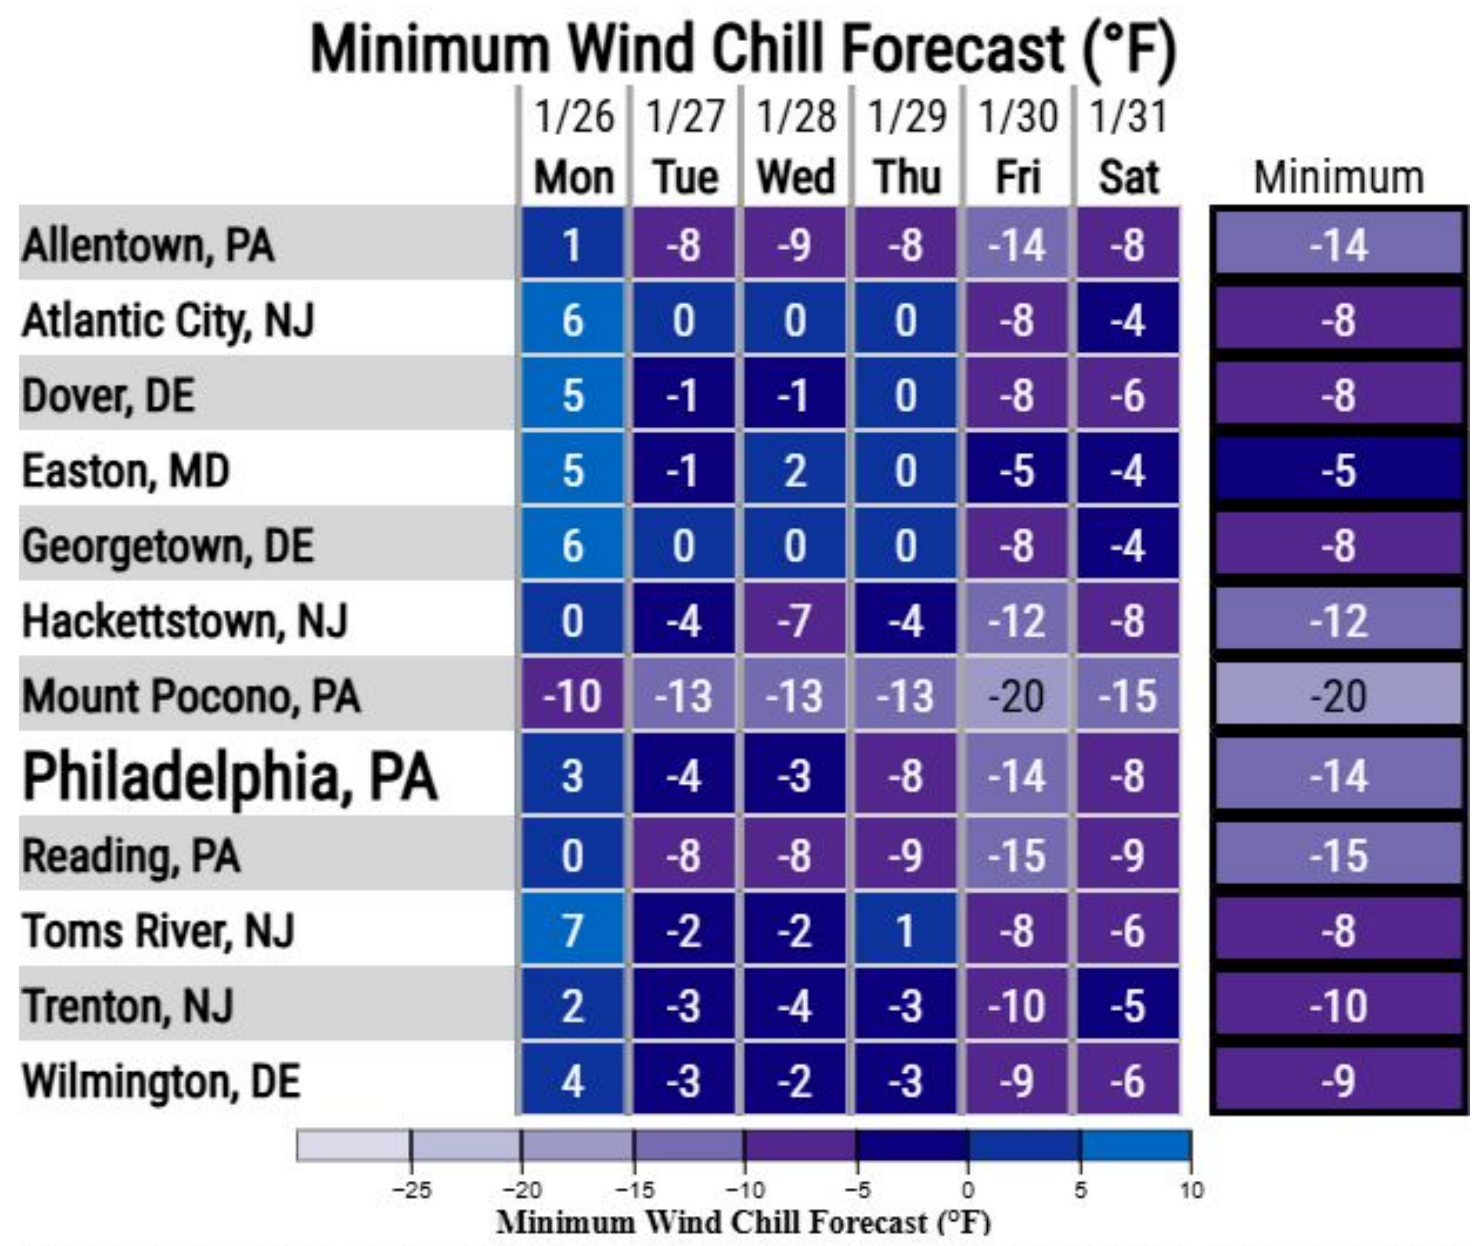 Minimum Wind Chill Forecast (°F)
1/26 1/27 1/28 1/29 1/30 1/31
Mon Tue Wed Thu Fri Sat Minimum
Allentown, PA 1 -8 -9 -8 -14 -8 -14
Atlantic City, NJ 6 0 0 0 -8 -4 -8
Dover, DE 5 -1 -1 0 -8 -6 -8
Easton, MD 5 -1 2 0 -5 -4 -5
Georgetown, DE 6 0 0 0 -8 -4 -8
Hackettstown, NJ 0 -4 -7 -4 -12 -8 -12
Mount Pocono, PA -10 -13 -13 -13 -20 -15 -20
Philadelphia, PA 3 -4 -3 -8 -14 -8 -14
Reading, PA 0 -8 -8 -9 -15 -9 -15
Toms River, NJ 7 -2 -2 1 -8 -6 -8
Trenton, NJ 2 -3 -4 -3 -10 -5 -10
Wilmington, DE 4 -3 -2 -3 -9 -6 -9
−25 −20 −15 −10 −5 0 5 10
Minimum Wind Chill Forecast (°F)